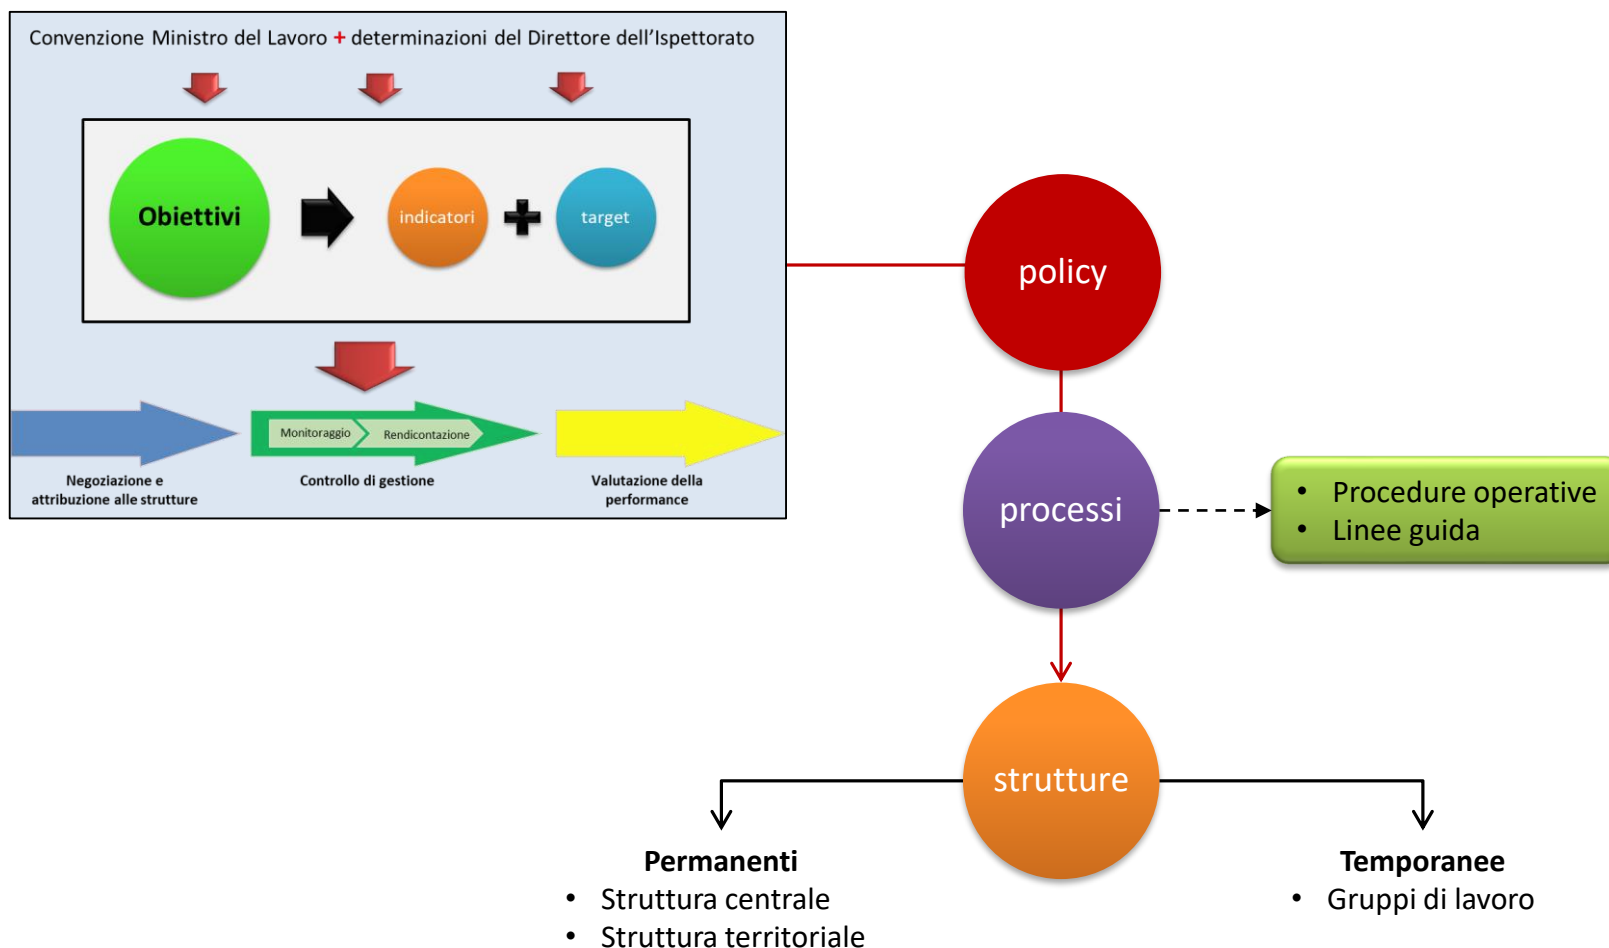 Convenzione Ministro del Lavoro + determinazioni del Direttore dell'Ispettorato
Obiettivi
indicatori
target
Monitoraggio
Rendicontazione
Negoziazione e
attribuzione alle strutture
Controllo di gestione
Valutazione della
performance
policy
processi
• Procedure operative
• Linee guida
strutture
Permanenti
• Struttura centrale
• Struttura territoriale
Temporanee
• Gruppi di lavoro